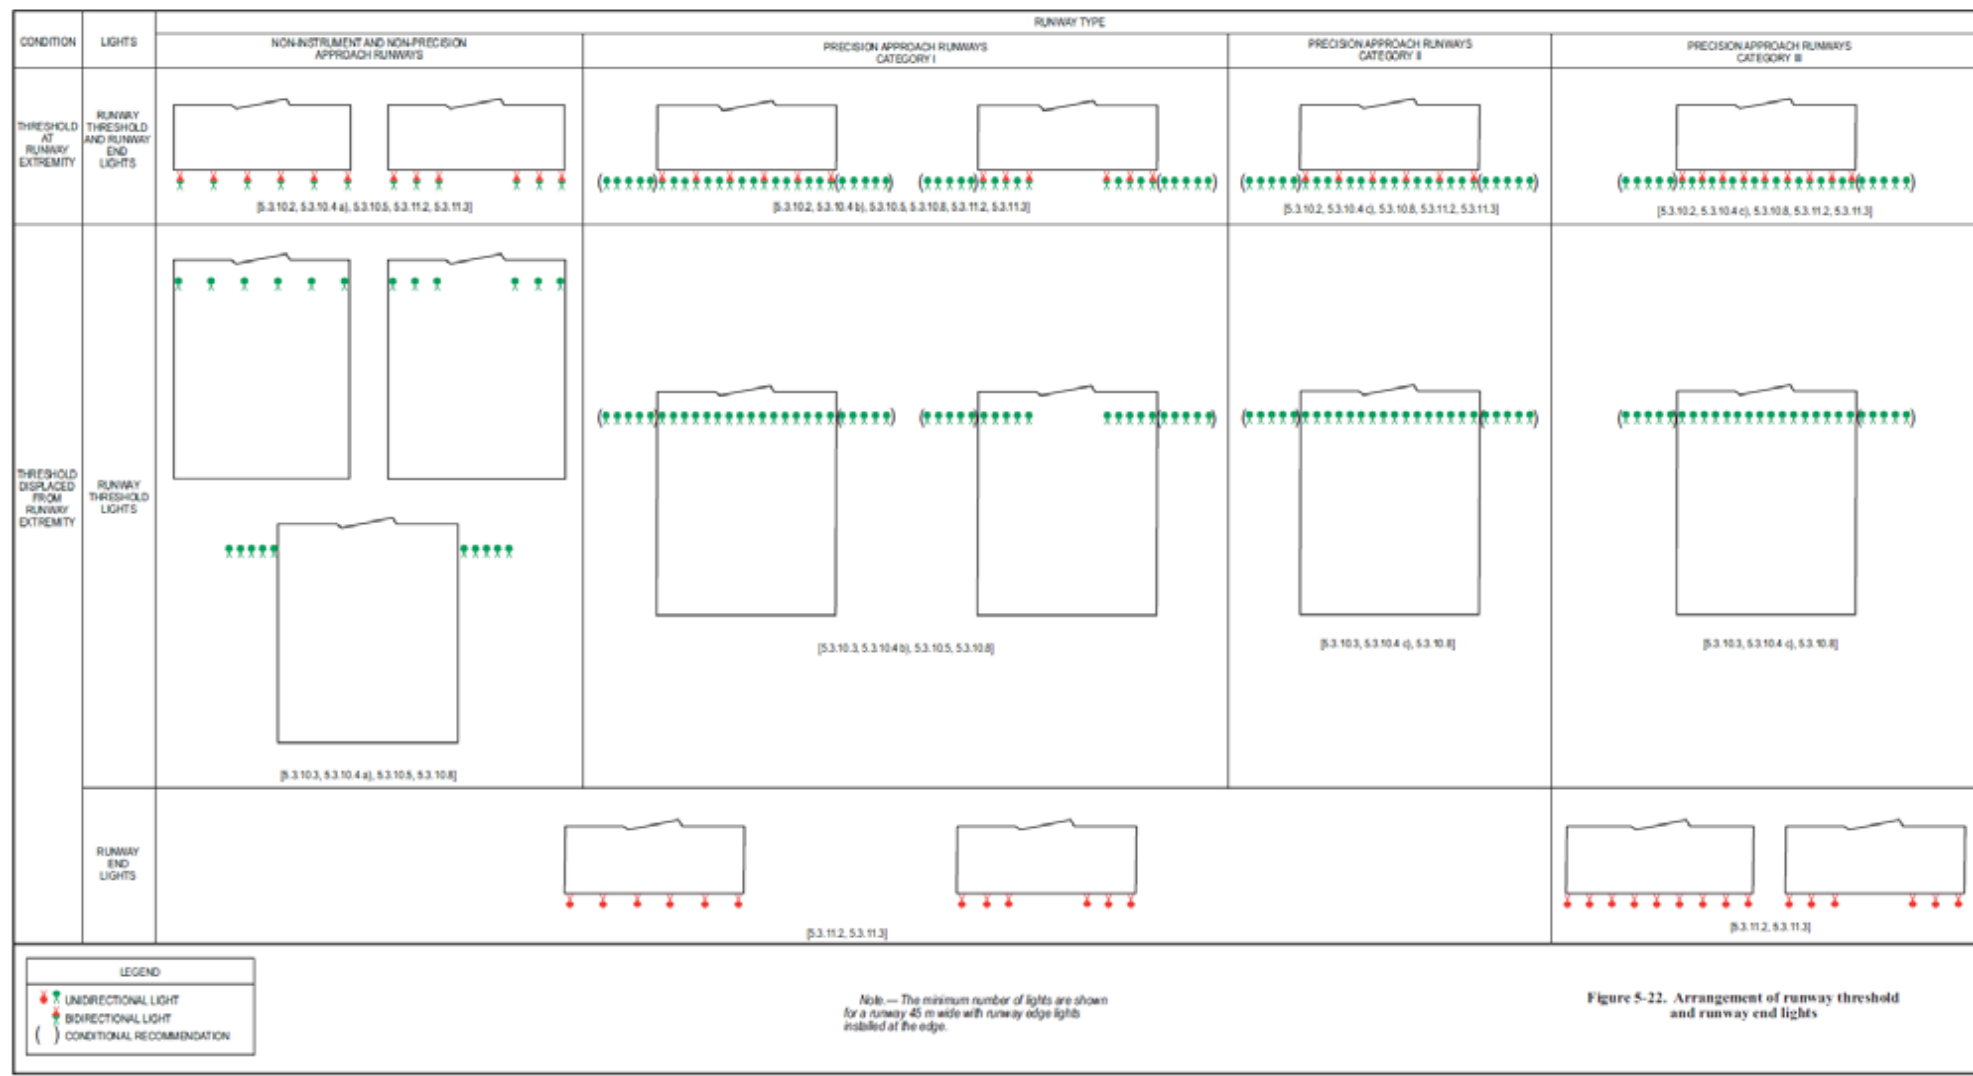 RUNWAY TYPE
CONDITION
LIGHTS
NON-INSTRUMENT AND NON-PRECISION
APPROACH RUNWAYS
PRECISION APPROACH RUNWAYS
CATEGORY I
PRECISION APPROACH RUNWAYS
CATEGORY II
PRECISION APPROACH RUNWAYS
CATEGORY III
THRESHOLD
AT
RUNWAY
EXTREMITY
RUNWAY
THRESHOLD
AND RUNWAY
END
LIGHTS
[5.3.10.2, 5.3.10.4 a), 5.3.10.5, 5.3.11.2, 5.3.11.3]
[5.3.10.2, 5.3.10.4 b), 5.3.10.5, 5.3.10.8, 5.3.11.2, 5.3.11.3]
[5.3.10.2, 5.3.10.4 c), 5.3.10.8, 5.3.11.2, 5.3.11.3]
[5.3.10.2, 5.3.10.4 c), 5.3.10.8, 5.3.11.2, 5.3.11.3]
THRESHOLD
DISPLACED
FROM
RUNWAY
EXTREMITY
RUNWAY
THRESHOLD
LIGHTS
[5.3.10.3, 5.3.10.4 a), 5.3.10.5, 5.3.10.8]
[5.3.10.3, 5.3.10.4 b), 5.3.10.5, 5.3.10.8]
[5.3.10.3, 5.3.10.4 c), 5.3.10.8]
[5.3.10.3, 5.3.10.4 c), 5.3.10.8]
RUNWAY
END
LIGHTS
[5.3.11.2, 5.3.11.3]
[5.3.11.2, 5.3.11.3]
LEGEND
UNIDIRECTIONAL LIGHT
BIDIRECTIONAL LIGHT
( ) CONDITIONAL RECOMMENDATION
Note.— The minimum number of lights are shown
for a runway 45 m wide with runway edge lights
installed at the edge.
Figure 5-22. Arrangement of runway threshold
and runway end lights